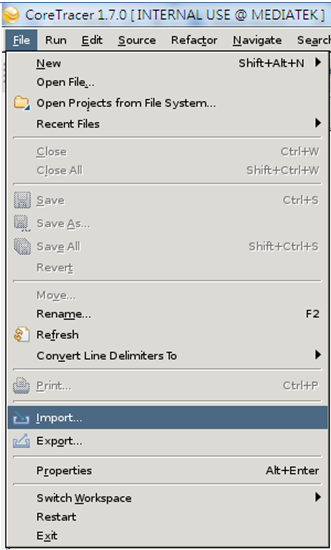 CoreTracer 1.7.0 [ INTERNAL USE @ MEDIATEK ]
File Run Edit Source Refactor Navigate Searc
New Shift+Alt+N
Open File...
Open Projects from File System...
Recent Files
Close Ctrl+W
Close All Shift+Ctrl+W
Save Ctrl+S
Save As...
Save All Shift+Ctrl+S
Revert
Move...
Rename... F2
Refresh
Convert Line Delimiters To
Print... Ctrl+P
Import...
Export...
Properties Alt+Enter
Switch Workspace
Restart
Exit